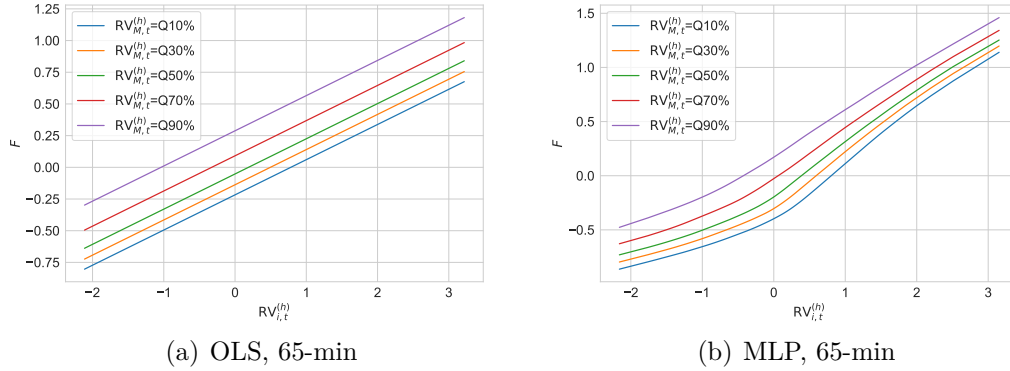 1.25
1.00
0.75
0.50
0.25
0.00
−0.25
−0.50
−0.75
F
RV_{M,t}^{(h)}=Q10%
RV_{M,t}^{(h)}=Q30%
RV_{M,t}^{(h)}=Q50%
RV_{M,t}^{(h)}=Q70%
RV_{M,t}^{(h)}=Q90%
−2 −1 0 1 2 3
RV_{i,t}^{(h)}
(a) OLS, 65-min
1.5
1.0
0.5
0.0
−0.5
F
RV_{M,t}^{(h)}=Q10%
RV_{M,t}^{(h)}=Q30%
RV_{M,t}^{(h)}=Q50%
RV_{M,t}^{(h)}=Q70%
RV_{M,t}^{(h)}=Q90%
−2 −1 0 1 2 3
RV_{i,t}^{(h)}
(b) MLP, 65-min